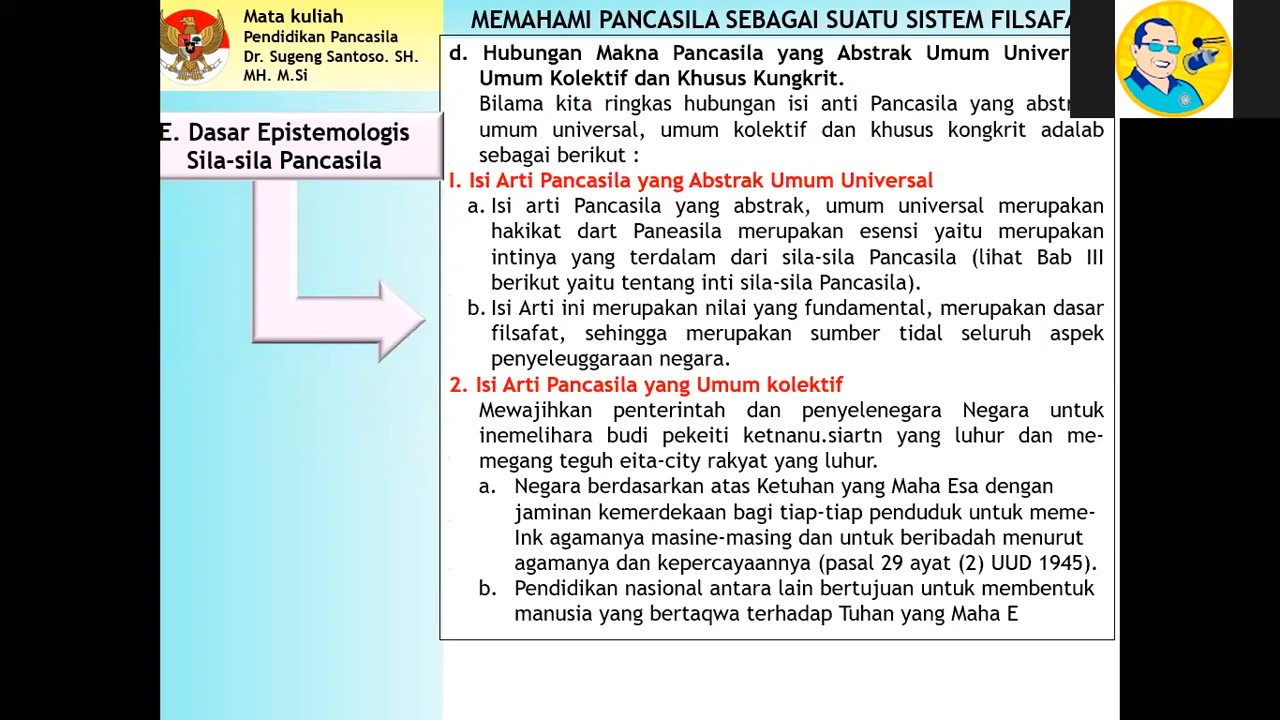 Mata kuliah
Pendidikan Pancasila
Dr. Sugeng Santoso. SH.
MH. M.Si
MEMAHAMI PANCASILA SEBAGAI SUATU SISTEM FILSAFA
E. Dasar Epistemologis
Sila-sila Pancasila
d. Hubungan Makna Pancasila yang Abstrak Umum Univer
Umum Kolektif dan Khusus Kungkrit.
Bilama kita ringkas hubungan isi anti Pancasila yang abstr
umum universal, umum kolektif dan khusus kongkrit adalab
sebagai berikut :
I. Isi Arti Pancasila yang Abstrak Umum Universal
a. Isi arti Pancasila yang abstrak, umum universal merupakan
hakikat dart Paneasila merupakan esensi yaitu merupakan
intinya yang terdalam dari sila-sila Pancasila (lihat Bab III
berikut yaitu tentang inti sila-sila Pancasila).
b. Isi Arti ini merupakan nilai yang fundamental, merupakan dasar
filsafat, sehingga merupakan sumber tidal seluruh aspek
penyeleuggaraan negara.
2. Isi Arti Pancasila yang Umum kolektif
Mewajihkan penterintah dan penyelenegara Negara untuk
inemelihara budi pekeiti ketnanu.siartn yang luhur dan me-
megang teguh eita-city rakyat yang luhur.
a. Negara berdasarkan atas Ketuhan yang Maha Esa dengan
jaminan kemerdekaan bagi tiap-tiap penduduk untuk meme-
Ink agamanya masine-masing dan untuk beribadah menurut
agamanya dan kepercayaannya (pasal 29 ayat (2) UUD 1945).
b. Pendidikan nasional antara lain bertujuan untuk membentuk
manusia yang bertaqwa terhadap Tuhan yang Maha E